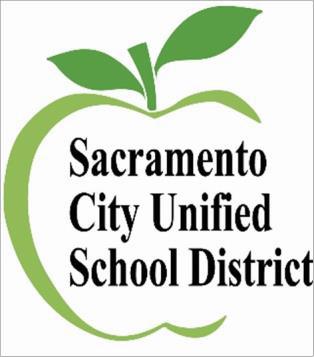 Sacramento
City Unified
School District